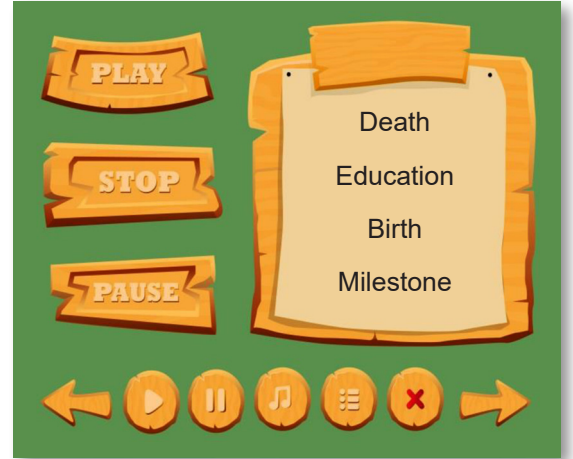 PLAY
STOP
PAUSE
Death
Education
Birth
Milestone